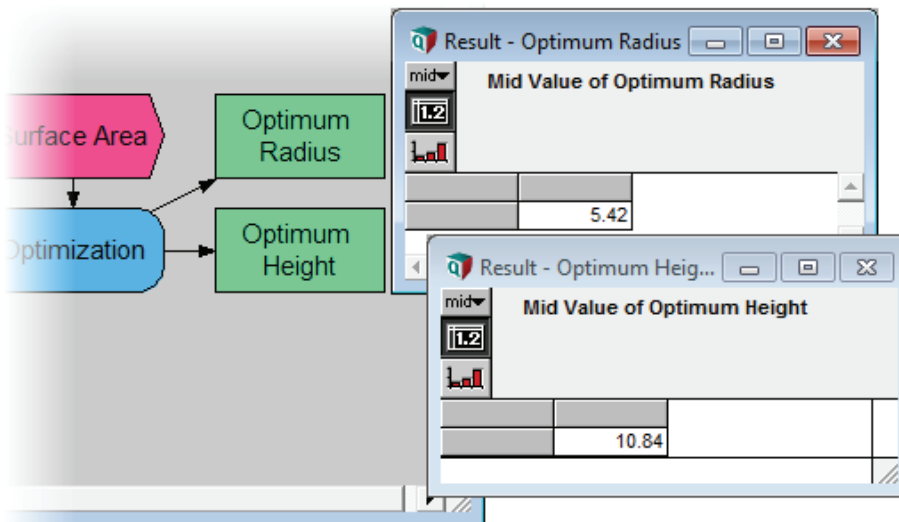 Surface Area
Optimum
Radius
Optimization
Optimum
Height
Result - Optimum Radius
mid
Mid Value of Optimum Radius
1.2
5.42
Result - Optimum Heig...
mid
Mid Value of Optimum Height
1.2
10.84